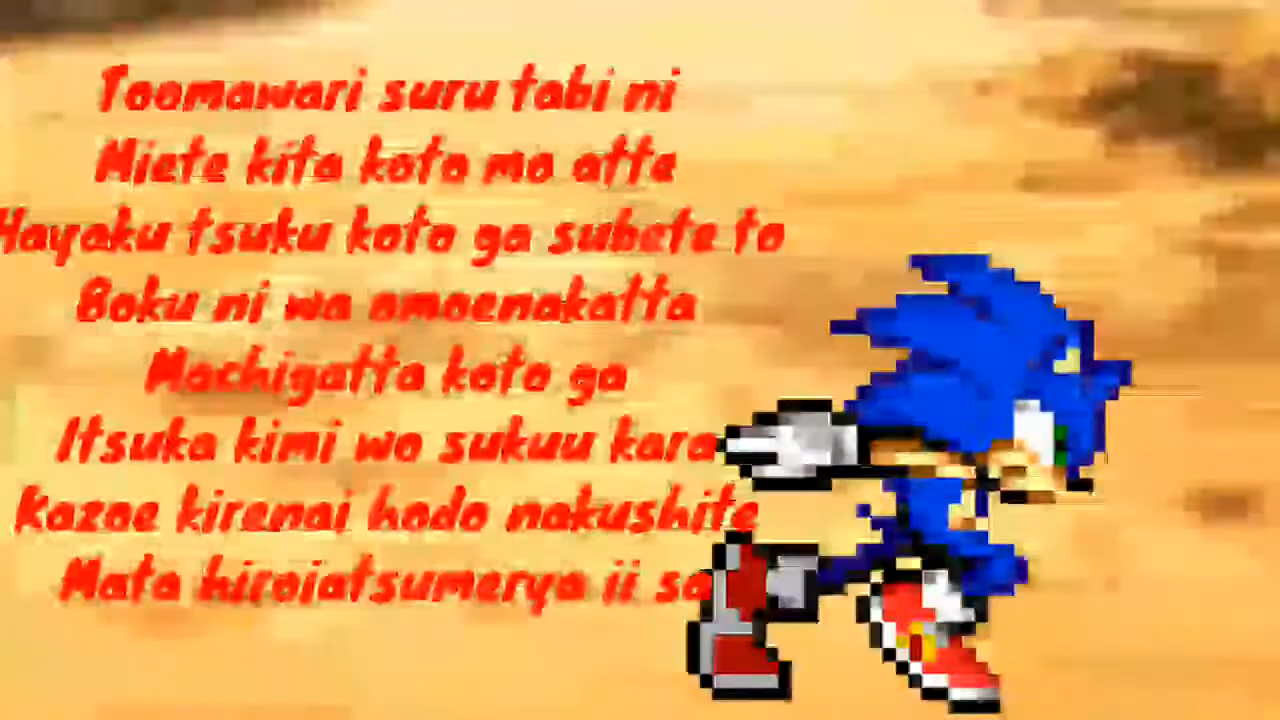 Toomawari suru tabi ni
Miete kita koto mo atta
Hayaku tsuku koto ga subete to
Boku ni wa omoenakatta
Machigatta koto ga
Itsuka kimi wo sukuu kara
Kazoe kirenai hodo nakushite
Mata hiroiatsumerya ii sa